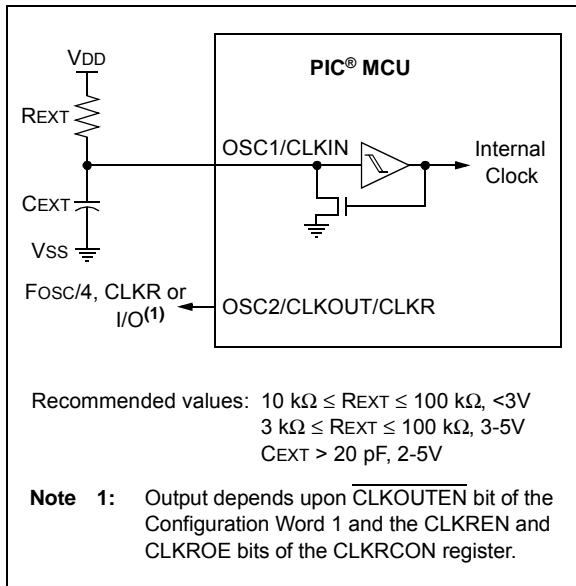 VDD
PIC® MCU
REXT
OSC1/CLKIN
Internal
Clock
CEXT
VSS
FOSC/4, CLKR or
I/O(1)
OSC2/CLKOUT/CLKR
Recommended values: 10 kΩ ≤ REXT ≤ 100 kΩ, <3V
3 kΩ ≤ REXT ≤ 100 kΩ, 3-5V
CEXT > 20 pF, 2-5V
Note 1: Output depends upon CLKOUTEN bit of the
Configuration Word 1 and the CLKREN and
CLKROE bits of the CLKRCON register.